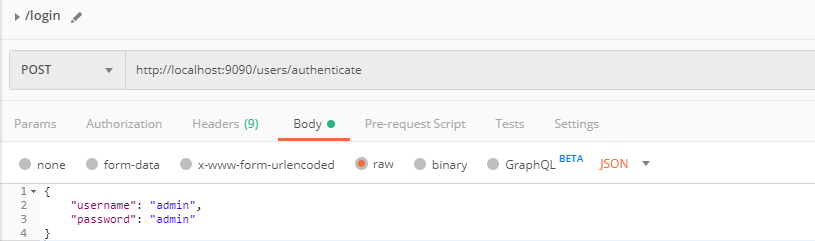 /login
POST http://localhost:9090/users/authenticate
Params Authorization Headers (9) Body Pre-request Script Tests Settings
none form-data x-www-form-urlencoded raw binary GraphQL BETA JSON
1 {
2 "username": "admin",
3 "password": "admin"
4 }